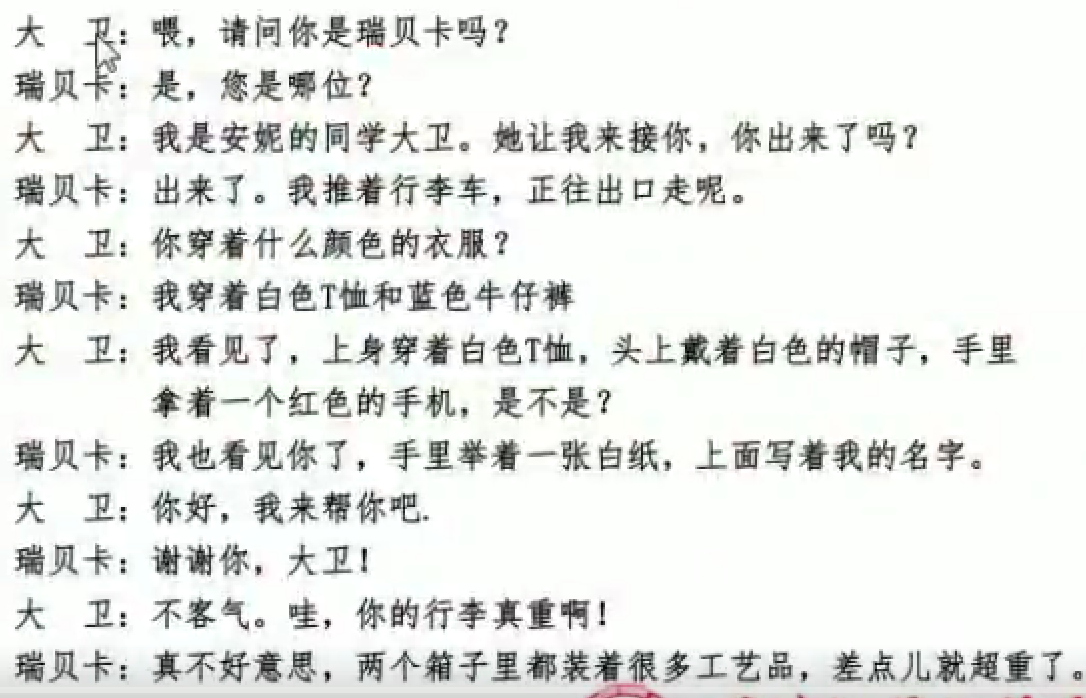 大　卫：喂，请问你是瑞贝卡吗？
瑞贝卡：是，您是哪位？
大　卫：我是安妮的同学大卫。她让我来接你，你出来了吗？
瑞贝卡：出来了。我推着行李车，正往出口走呢。
大　卫：你穿着什么颜色的衣服？
瑞贝卡：我穿着白色T恤和蓝色牛仔裤
大　卫：我看见了，上身穿着白色T恤，头上戴着白色的帽子，手里
拿着一个红色的手机，是不是？
瑞贝卡：我也看见你了，手里举着一张白纸，上面写着我的名字。
大　卫：你好，我来帮你吧.
瑞贝卡：谢谢你，大卫！
大　卫：不客气。哇，你的行李真重啊！
瑞贝卡：真不好意思，两个箱子里都装着很多工艺品，差点儿就超重了。